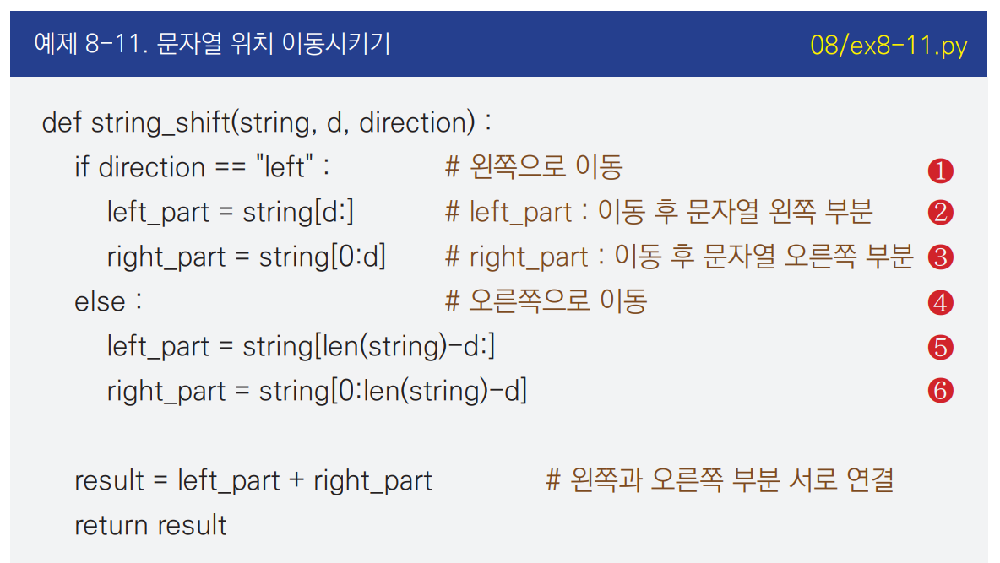 예제 8-11. 문자열 위치 이동시키기 08/ex8-11.py
def string_shift(string, d, direction) :
    if direction == "left" : # 왼쪽으로 이동 ❶
        left_part = string[d:] # left_part : 이동 후 문자열 왼쪽 부분 ❷
        right_part = string[0:d] # right_part : 이동 후 문자열 오른쪽 부분 ❸
    else : # 오른쪽으로 이동 ❹
        left_part = string[len(string)-d:] ❺
        right_part = string[0:len(string)-d] ❻
    result = left_part + right_part # 왼쪽과 오른쪽 부분 서로 연결
    return result